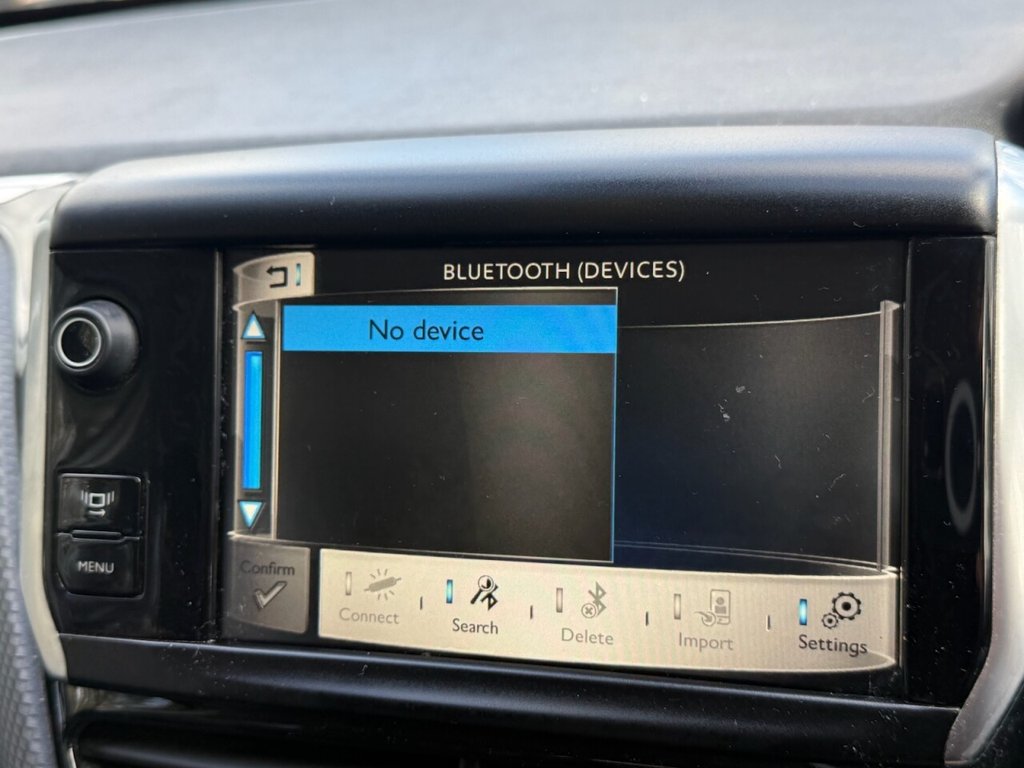 BLUETOOTH (DEVICES)
No device
MENU
Confirm
Connect
Search
Delete
Import
Settings